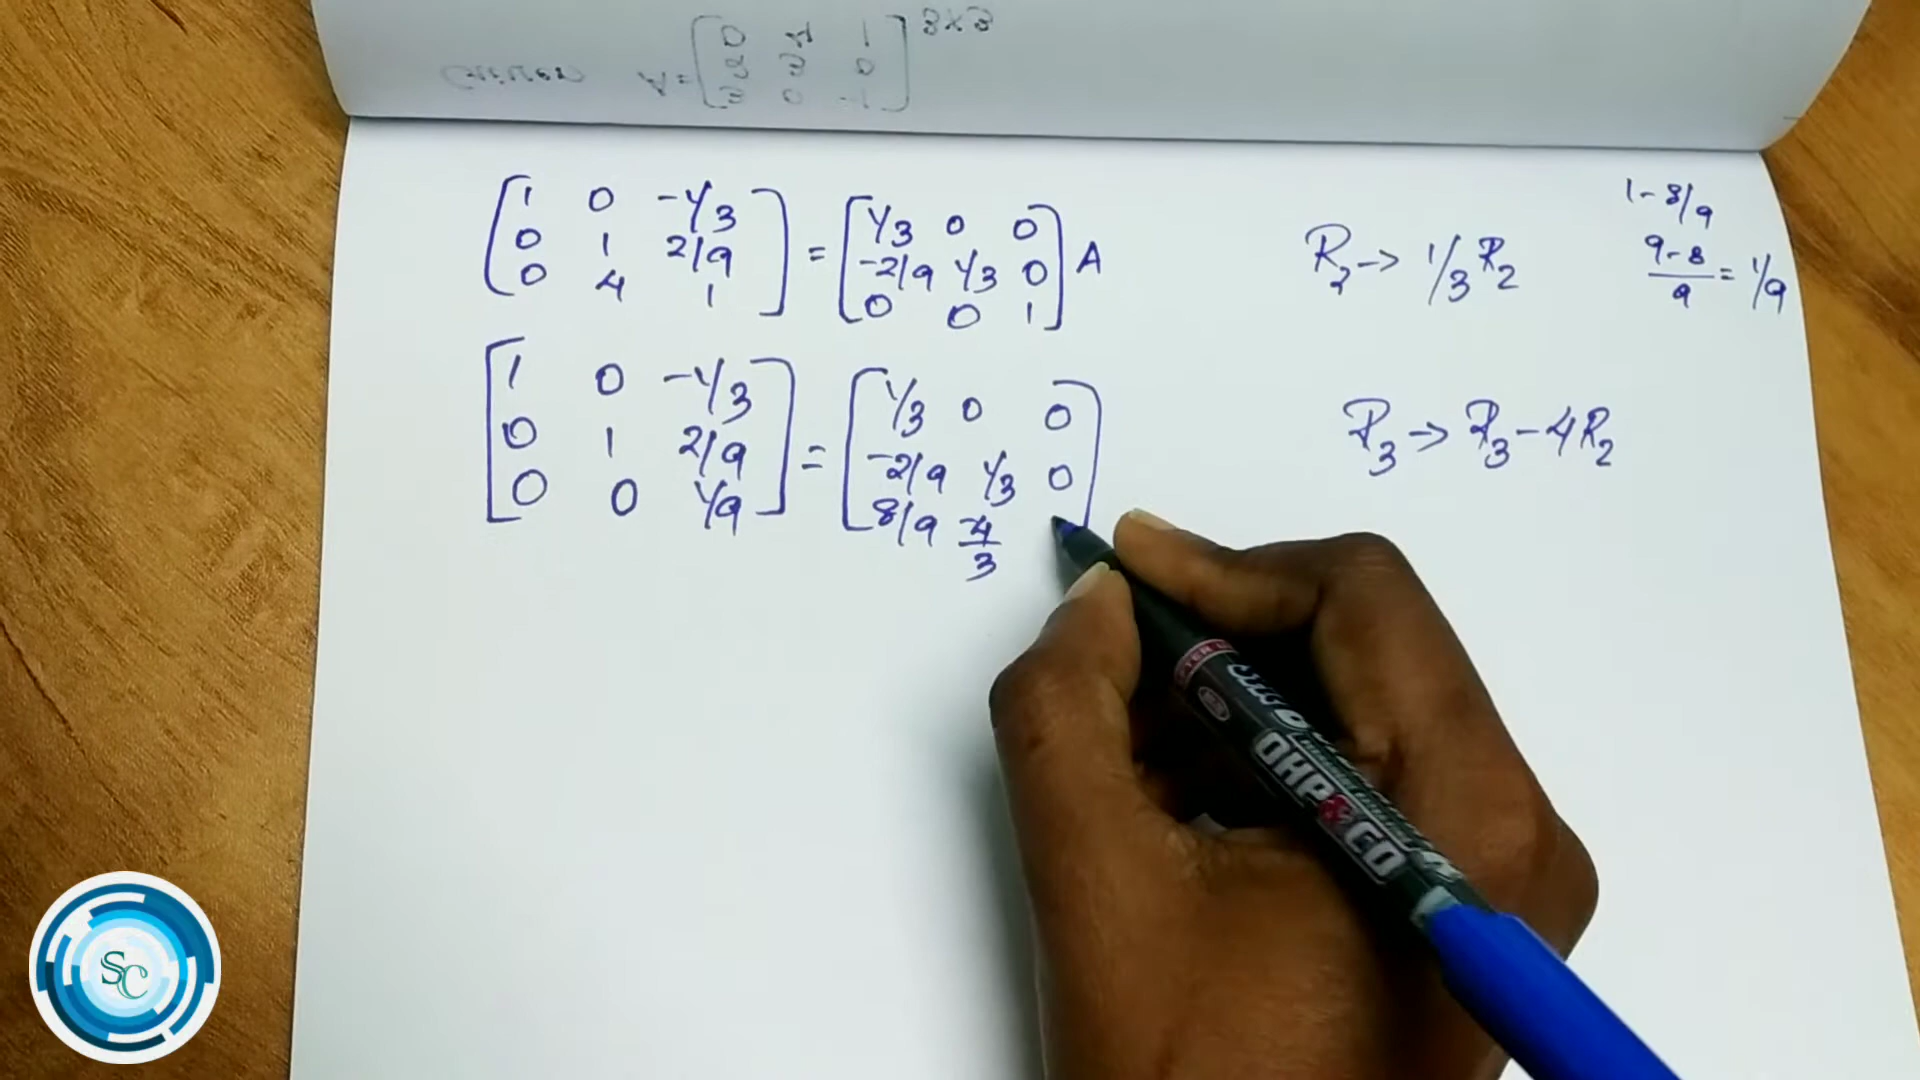 3x3
A =
1 0 -1/3
0 1 2/9
0 4 1
=
1/3 0 0
-2/9 1/3 0
0 0 1
A
R2 → 1/3 R2
1 - 8/9
9-8/9 = 1/9
1 0 -1/3
0 1 2/9
0 0 1/9
=
1/3 0 0
-2/9 1/3 0
8/9 -4/3
R3 → R3 - 4R2
OHP & CD
SC